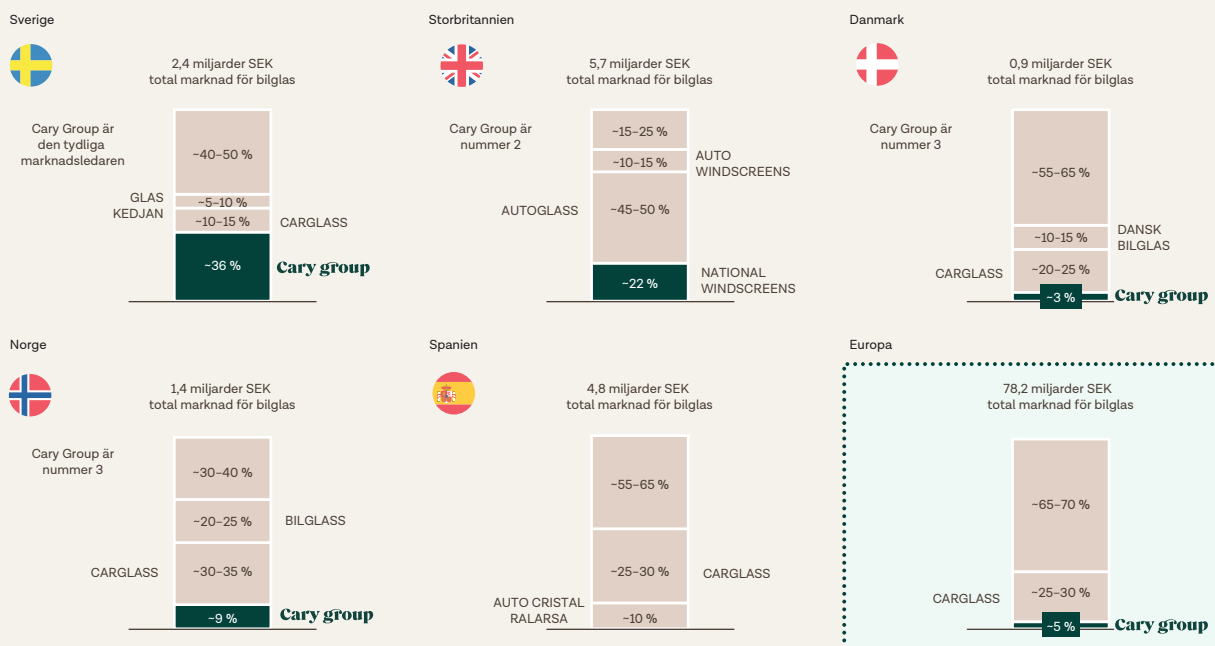 Sverige
2,4 miljarder SEK
total marknad för bilglas
Cary Group är
den tydliga
marknadsledaren
~40–50 %
GLAS
KEDJAN
~5–10 %
~10–15 %
CARGLASS
~36 %
Cary group
Storbritannien
5,7 miljarder SEK
total marknad för bilglas
Cary Group är
nummer 2
~15–25 %
~10–15 %
AUTO
WINDSCREENS
AUTOGLASS
~45–50 %
~22 %
NATIONAL
WINDSCREENS
Danmark
0,9 miljarder SEK
total marknad för bilglas
Cary Group är
nummer 3
~55–65 %
~10-15 %
DANSK
BILGLAS
CARGLASS
~20–25 %
~3 %
Cary group
Norge
1,4 miljarder SEK
total marknad för bilglas
Cary Group är
nummer 3
~30–40 %
~20–25 %
BILGLASS
CARGLASS
~30–35 %
~9 %
Cary group
Spanien
4,8 miljarder SEK
total marknad för bilglas
~55–65 %
~25–30 %
CARGLASS
AUTO CRISTAL
RALARSA
~10 %
Europa
78,2 miljarder SEK
total marknad för bilglas
~65–70 %
CARGLASS
~25–30 %
~5 %
Cary group